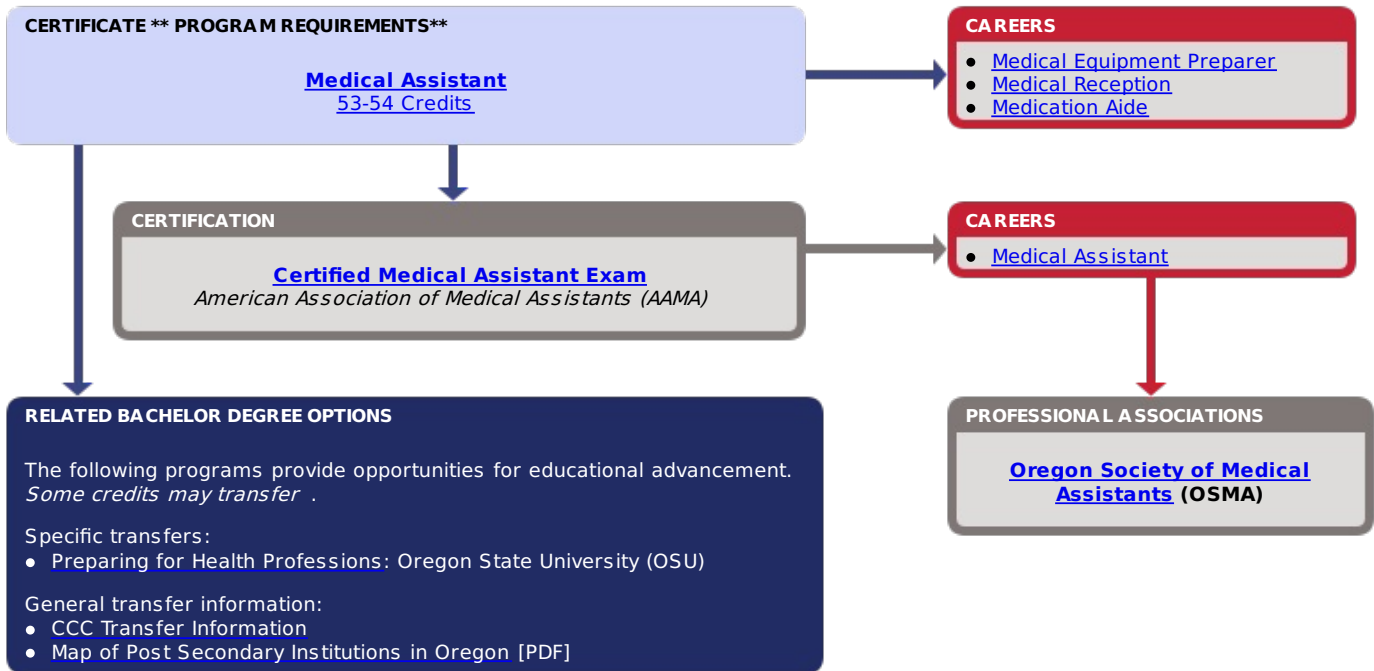 CERTIFICATE ** PROGRAM REQUIREMENTS**
Medical Assistant
53-54 Credits
CAREERS
● Medical Equipment Preparer
● Medical Reception
● Medication Aide
CERTIFICATION
Certified Medical Assistant Exam
American Association of Medical Assistants (AAMA)
CAREERS
● Medical Assistant
RELATED BACHELOR DEGREE OPTIONS
The following programs provide opportunities for educational advancement.
Some credits may transfer .
Specific transfers:
● Preparing for Health Professions: Oregon State University (OSU)
General transfer information:
● CCC Transfer Information
● Map of Post Secondary Institutions in Oregon [PDF]
PROFESSIONAL ASSOCIATIONS
Oregon Society of Medical
Assistants (OSMA)